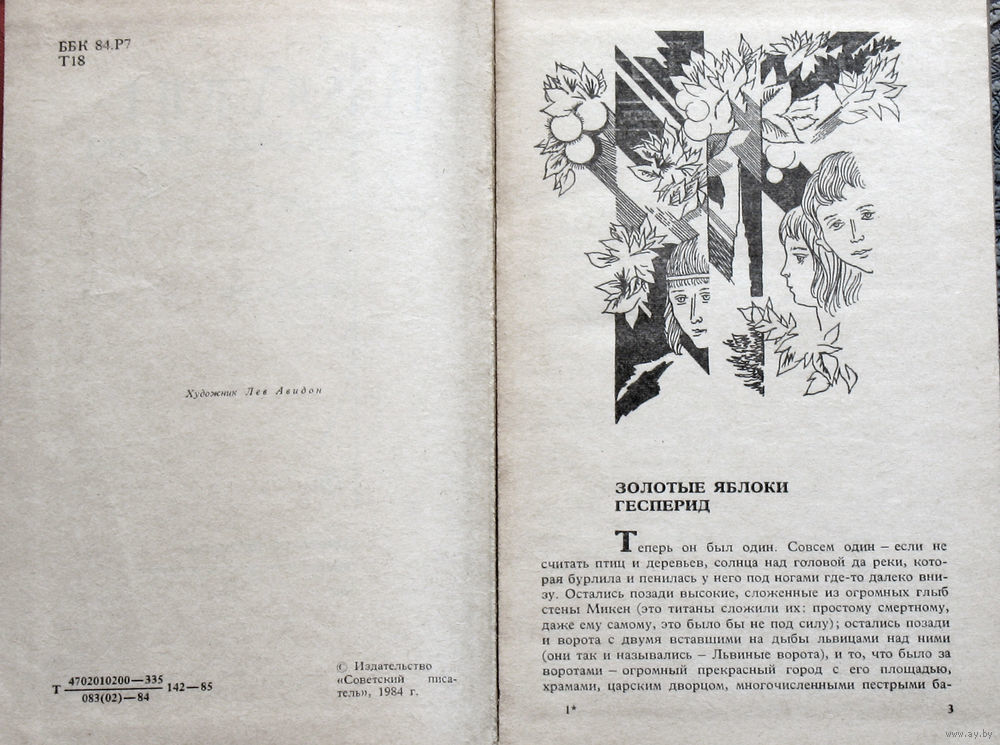 ББК 84.Р7
Т18
Художник Лев Авидон
Т 4702010200—335
083(02)—84 142—85
© Издательство
«Советский писа-
тель», 1984 г.
ЗОЛОТЫЕ ЯБЛОКИ
ГЕСПЕРИД
Теперь он был один. Совсем один – если не
считать птиц и деревьев, солнца над головой да реки, кото-
рая бурлила и пенилась у него под ногами где-то далеко вни-
зу. Остались позади высокие, сложенные из огромных глыб
стены Микен (это титаны сложили их: простому смертному,
даже ему самому, это было бы не под силу); остались позади
и ворота с двумя вставшими на дыбы львицами над ними
(они так и назывались – Львиные ворота), и то, что было за
воротами – огромный прекрасный город с его площадью,
храмами, царским дворцом, многочисленными пестрыми ба-
1*
3
www.ay.by